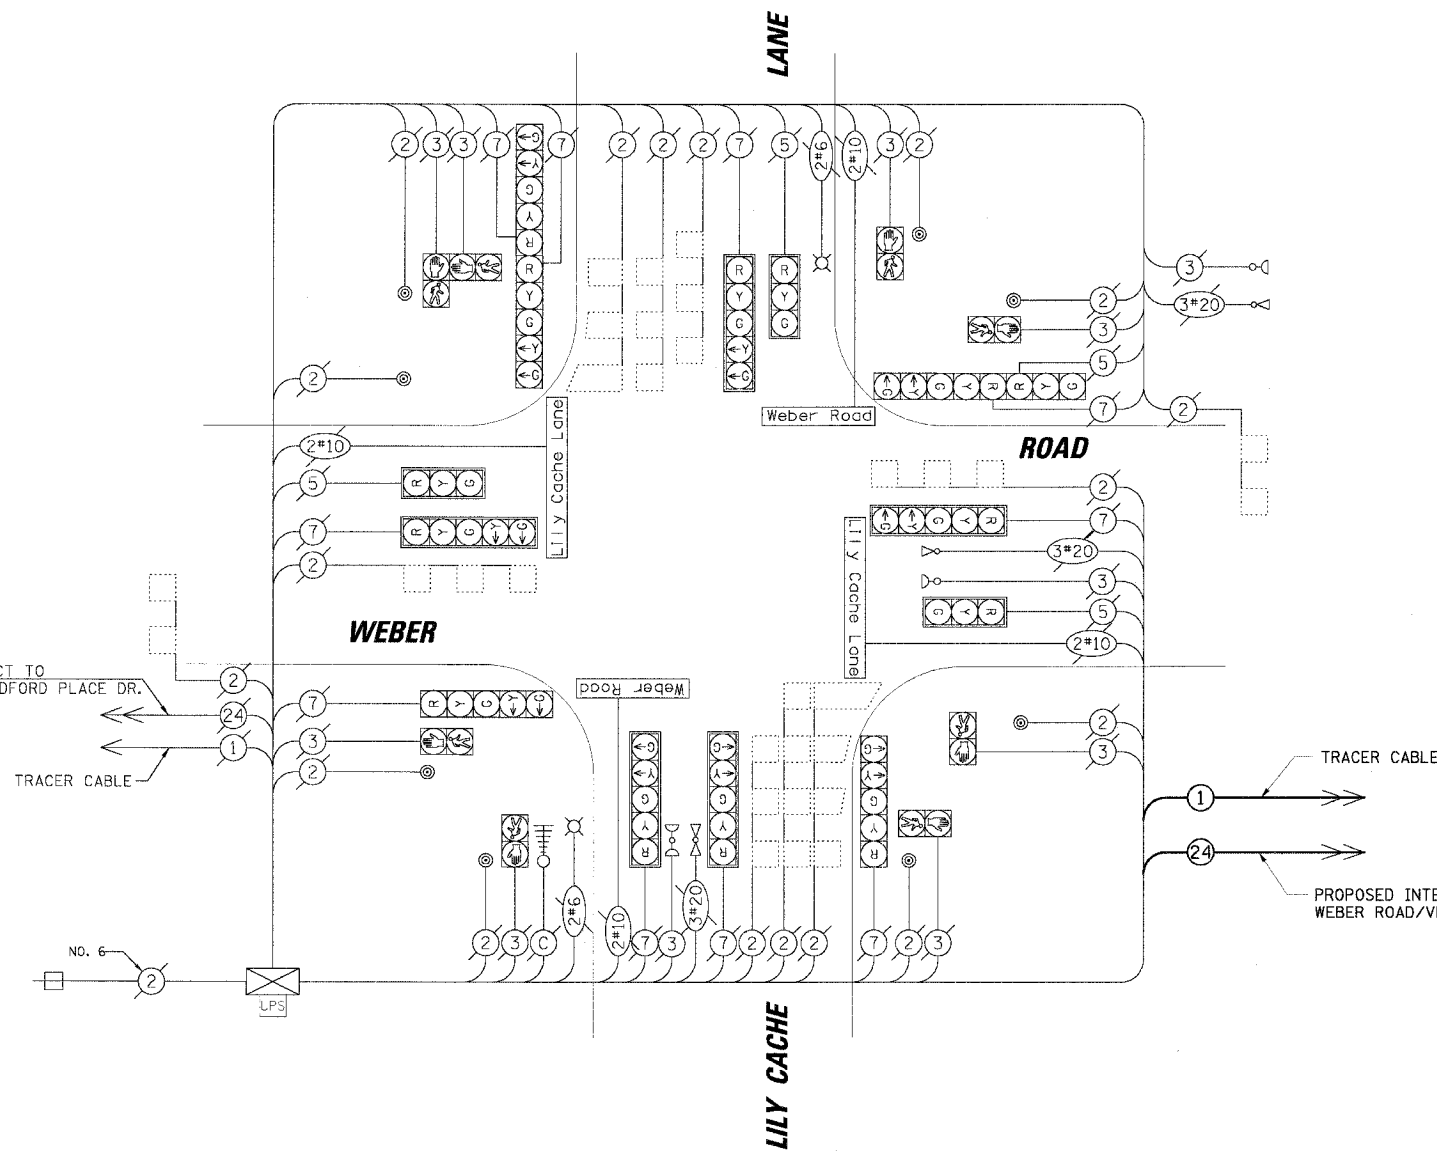 LANE
2 3 3 7 7 2 2 2 7 5 2#6 2#10 3 2
G Y G Y R R Y G Y G
R Y G Y G
R Y G
3
3#20
2
3
5
G Y G Y R R Y G
7 2
2
2#10
Lily Cache Lane
Weber Road
ROAD
5 R Y G
7 R Y G Y G
2
2
G Y G Y R 7
3#20
3
G Y R 5
2#10
Lily Cache Lane
WEBER
CT TO
DFORD PLACE DR.
2
24
1
TRACER CABLE
7 R Y G Y G
3
2
Weber Road
2
3
G Y G Y R
G Y G Y R
G Y G Y R
1
TRACER CABLE
24
PROPOSED INTE
WEBER ROAD/V
2 3 C 2#6 2#10 7 3 3#20 7 2 2 2 7 2 3
NO. 6
2
UPS
LILY CACHE